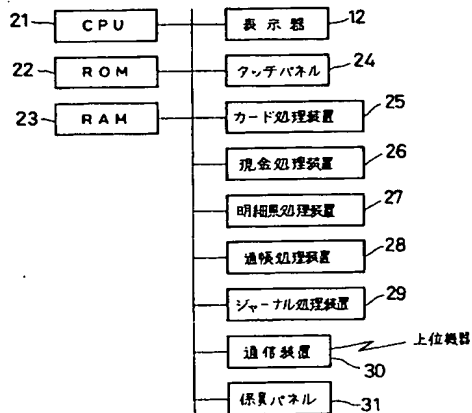 21 CPU 表示器 12
22 ROM タッチパネル 24
23 RAM カード処理装置 25
現金処理装置 26
明細票処理装置 27
通帳処理装置 28
ジャーナル処理装置 29
通信装置 30 上位機器
係員パネル 31